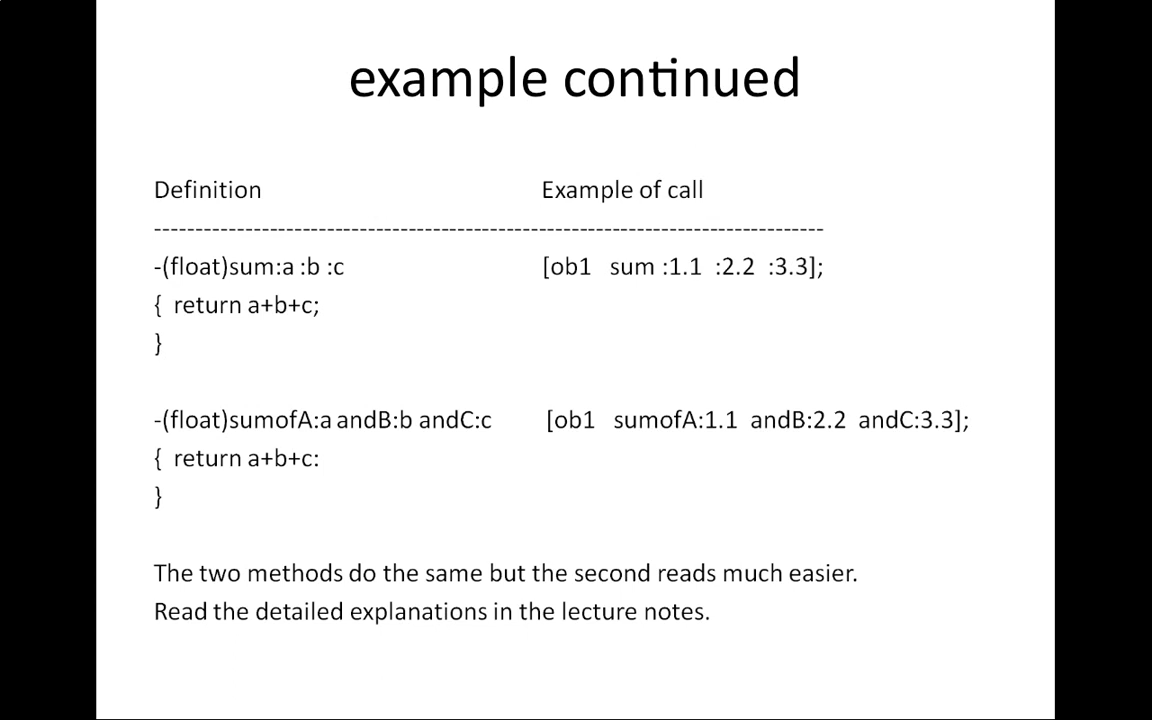 example continued
Definition Example of call
---------------------------------------------------------------------------------
-(float)sum:a :b :c [ob1 sum :1.1 :2.2 :3.3];
{ return a+b+c;
}
-(float)sumofA:a andB:b andC:c [ob1 sumofA:1.1 andB:2.2 andC:3.3];
{ return a+b+c:
}
The two methods do the same but the second reads much easier.
Read the detailed explanations in the lecture notes.